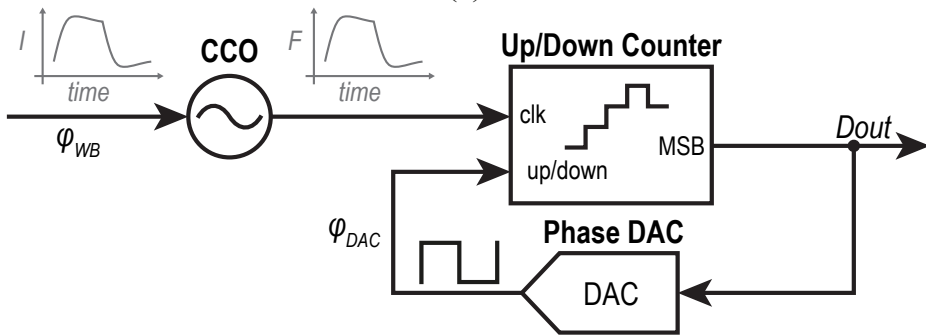 I
time
φWB
CCO
F
time
Up/Down Counter
clk
up/down
MSB
Dout
φDAC
Phase DAC
DAC